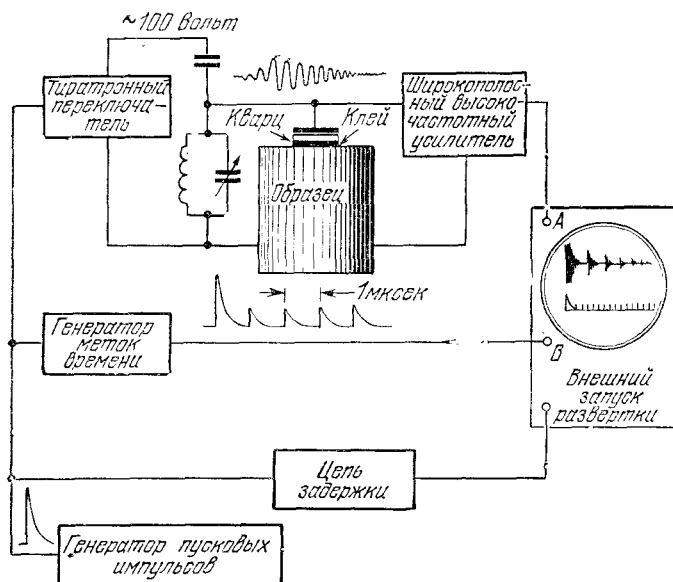 ~100 Вольт
Тиратронный
переключа-
тель
Широкополос-
ный высоко-
частотный
усилитель
Кварц
Клей
Образец
А
1мксек
Генератор
меток
времени
В
Внешний
запуск
развертки
Цепь
задержки
Генератор пусковых
импульсов